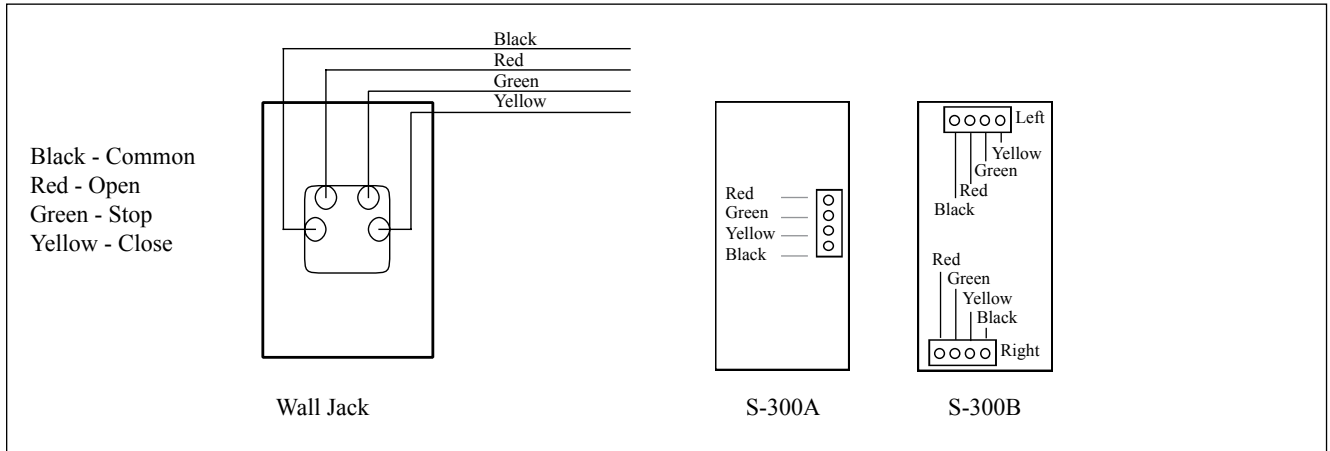 Black
Red
Green
Yellow
Black - Common
Red - Open
Green - Stop
Yellow - Close
Wall Jack
Red
Green
Yellow
Black
S-300A
Left
Yellow
Green
Red
Black
Red
Green
Yellow
Black
Right
S-300B